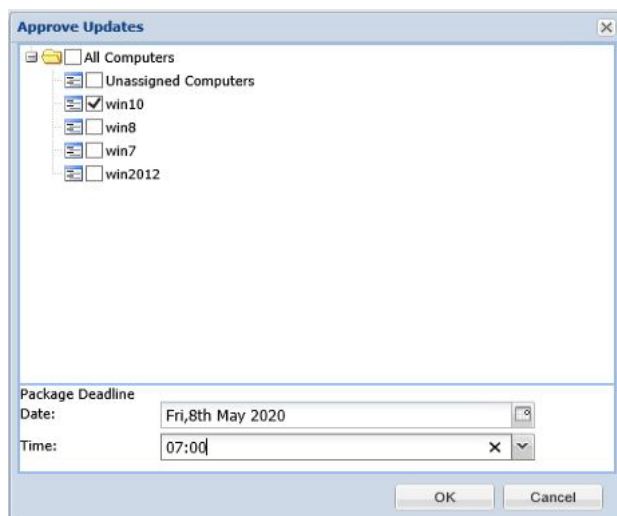 Approve Updates
All Computers
Unassigned Computers
win10
win8
win7
win2012
Package Deadline
Date: Fri,8th May 2020
Time: 07:00
OK Cancel